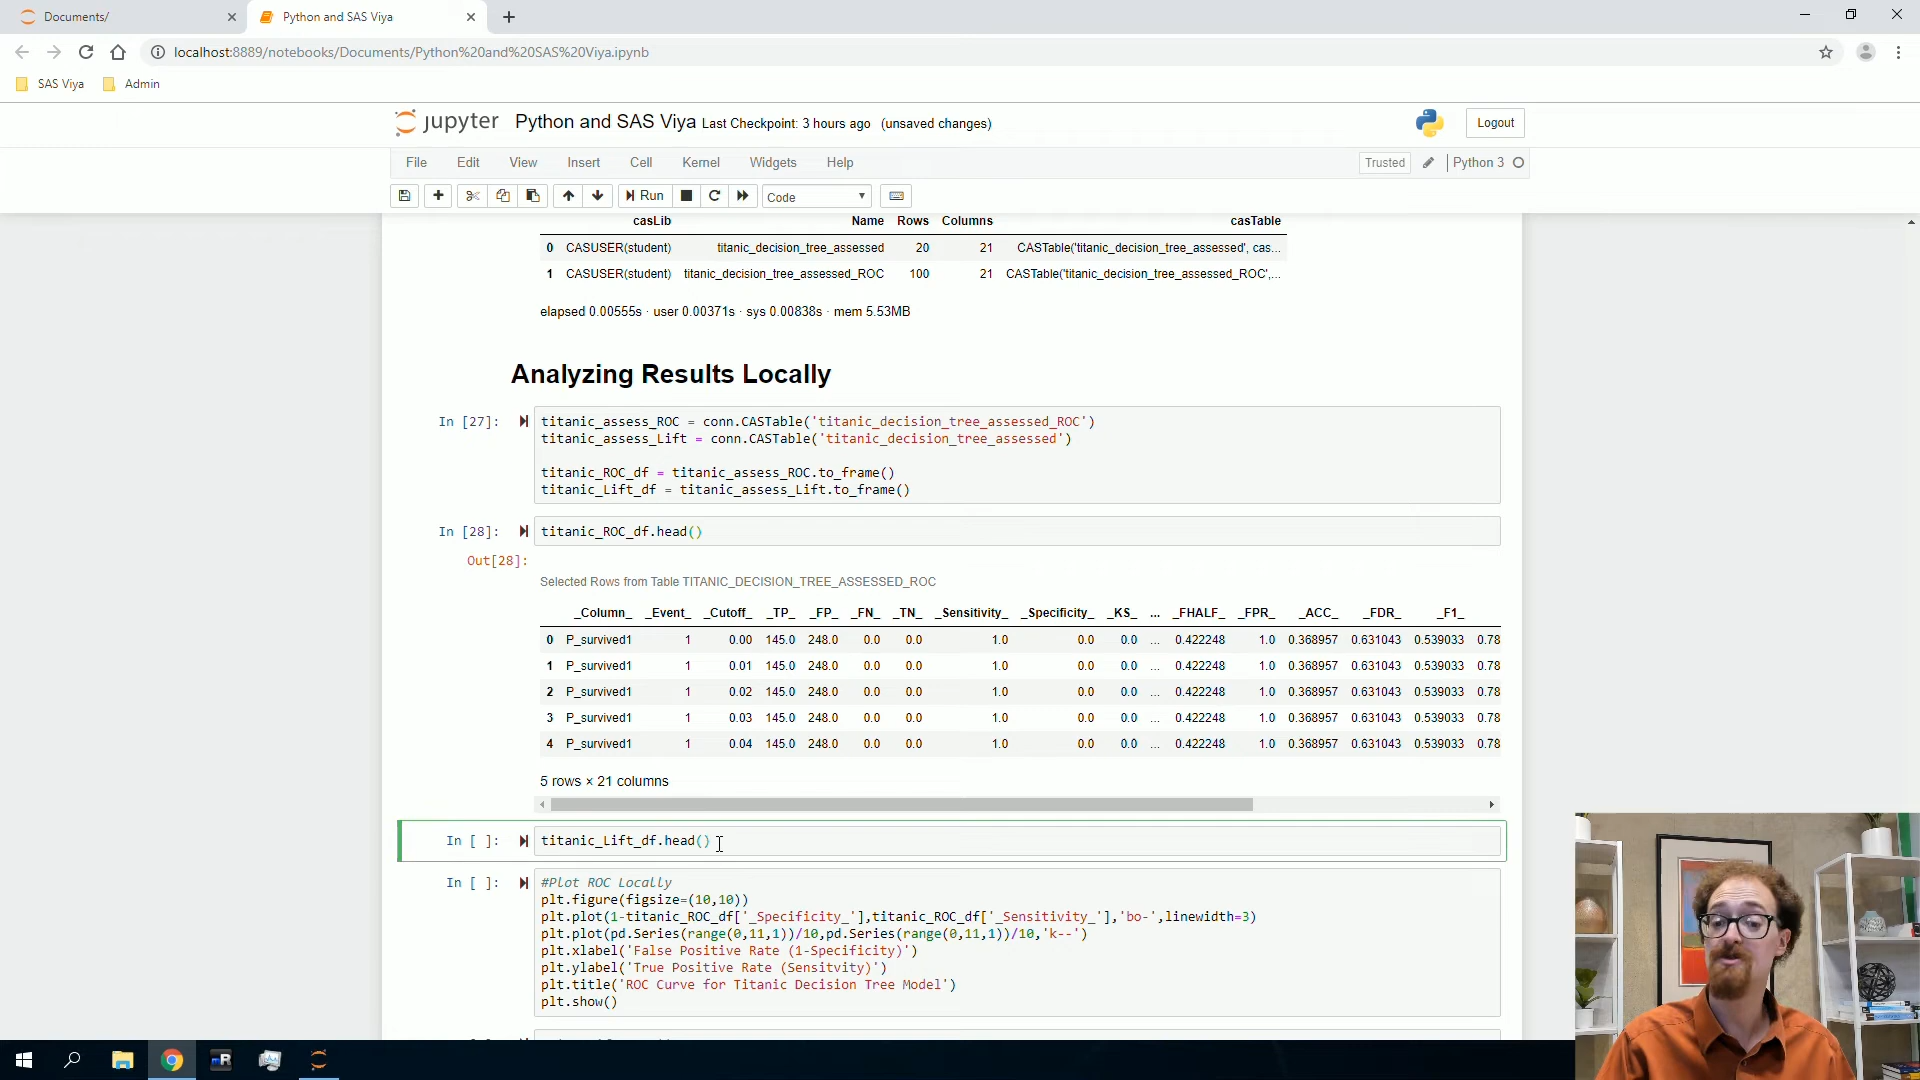 Documents/
Python and SAS Viya
localhost:8889/notebooks/Documents/Python%20and%20SAS%20Viya.ipynb
SAS Viya Admin
jupyter Python and SAS Viya Last Checkpoint: 3 hours ago (unsaved changes) Logout
File Edit View Insert Cell Kernel Widgets Help Trusted Python 3
Run Code
casLib Name Rows Columns casTable
0 CASUSER(student) titanic_decision_tree_assessed 20 21 CASTable('titanic_decision_tree_assessed', cas...
1 CASUSER(student) titanic_decision_tree_assessed_ROC 100 21 CASTable('titanic_decision_tree_assessed_ROC',...
elapsed 0.00555s · user 0.00371s · sys 0.00838s · mem 5.53MB
Analyzing Results Locally
In [27]: titanic_assess_ROC = conn.CASTable('titanic_decision_tree_assessed_ROC')
titanic_assess_Lift = conn.CASTable('titanic_decision_tree_assessed')
titanic_ROC_df = titanic_assess_ROC.to_frame()
titanic_Lift_df = titanic_assess_Lift.to_frame()
In [28]: titanic_ROC_df.head()
Out[28]:
Selected Rows from Table TITANIC_DECISION_TREE_ASSESSED_ROC
_Column_ _Event_ _Cutoff_ _TP_ _FP_ _FN_ _TN_ _Sensitivity_ _Specificity_ _KS_ ... _FHALF_ _FPR_ _ACC_ _FDR_ _F1_
0 P_survived1 1 0.00 145.0 248.0 0.0 0.0 1.0 0.0 0.0 ... 0.422248 1.0 0.368957 0.631043 0.539033 0.78
1 P_survived1 1 0.01 145.0 248.0 0.0 0.0 1.0 0.0 0.0 ... 0.422248 1.0 0.368957 0.631043 0.539033 0.78
2 P_survived1 1 0.02 145.0 248.0 0.0 0.0 1.0 0.0 0.0 ... 0.422248 1.0 0.368957 0.631043 0.539033 0.78
3 P_survived1 1 0.03 145.0 248.0 0.0 0.0 1.0 0.0 0.0 ... 0.422248 1.0 0.368957 0.631043 0.539033 0.78
4 P_survived1 1 0.04 145.0 248.0 0.0 0.0 1.0 0.0 0.0 ... 0.422248 1.0 0.368957 0.631043 0.539033 0.78
5 rows × 21 columns
In [ ]: titanic_Lift_df.head()
In [ ]: #Plot ROC Locally
plt.figure(figsize=(10,10))
plt.plot(1-titanic_ROC_df['_Specificity_'],titanic_ROC_df['_Sensitivity_'],'bo-',linewidth=3)
plt.plot(pd.Series(range(0,11,1))/10,pd.Series(range(0,11,1))/10,'k--')
plt.xlabel('False Positive Rate (1-Specificity)')
plt.ylabel('True Positive Rate (Sensitvity)')
plt.title('ROC Curve for Titanic Decision Tree Model')
plt.show()